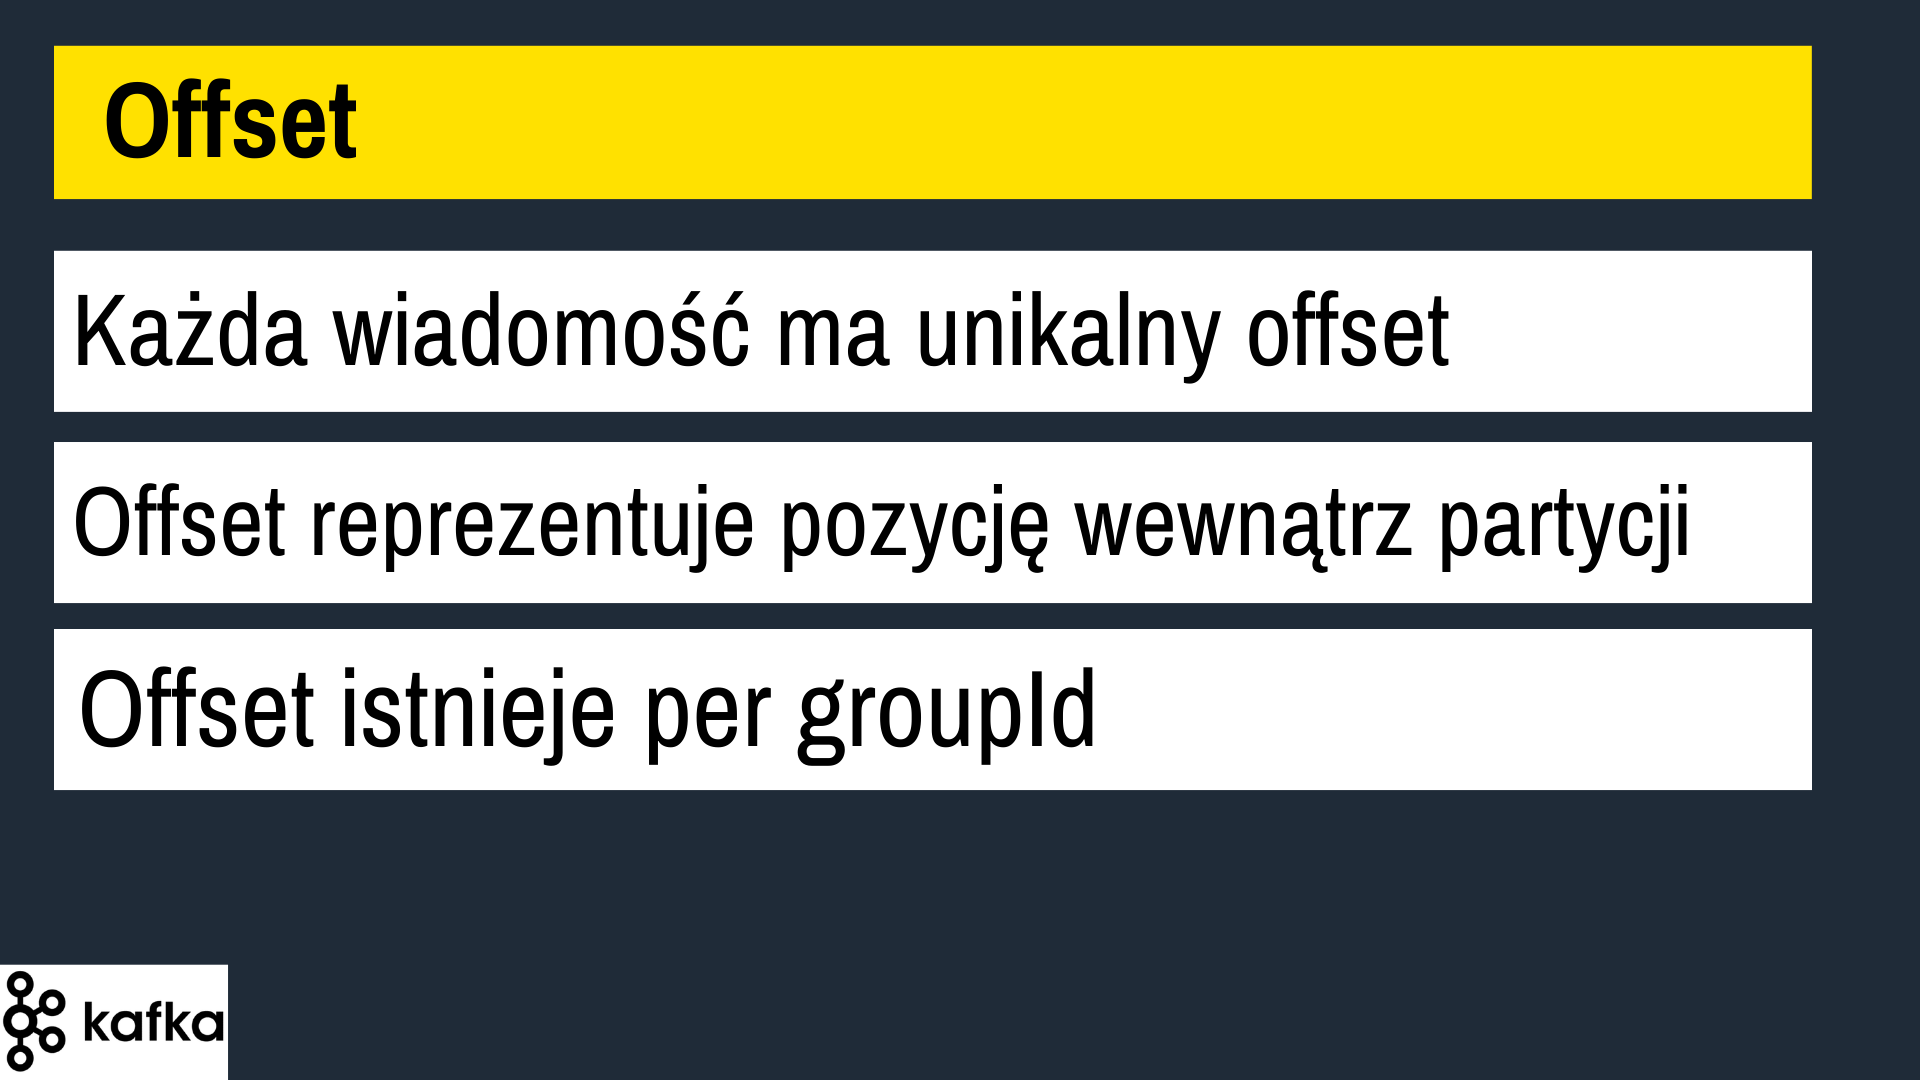 Offset
Każda wiadomość ma unikalny offset
Offset reprezentuje pozycję wewnątrz partycji
Offset istnieje per groupId
kafka